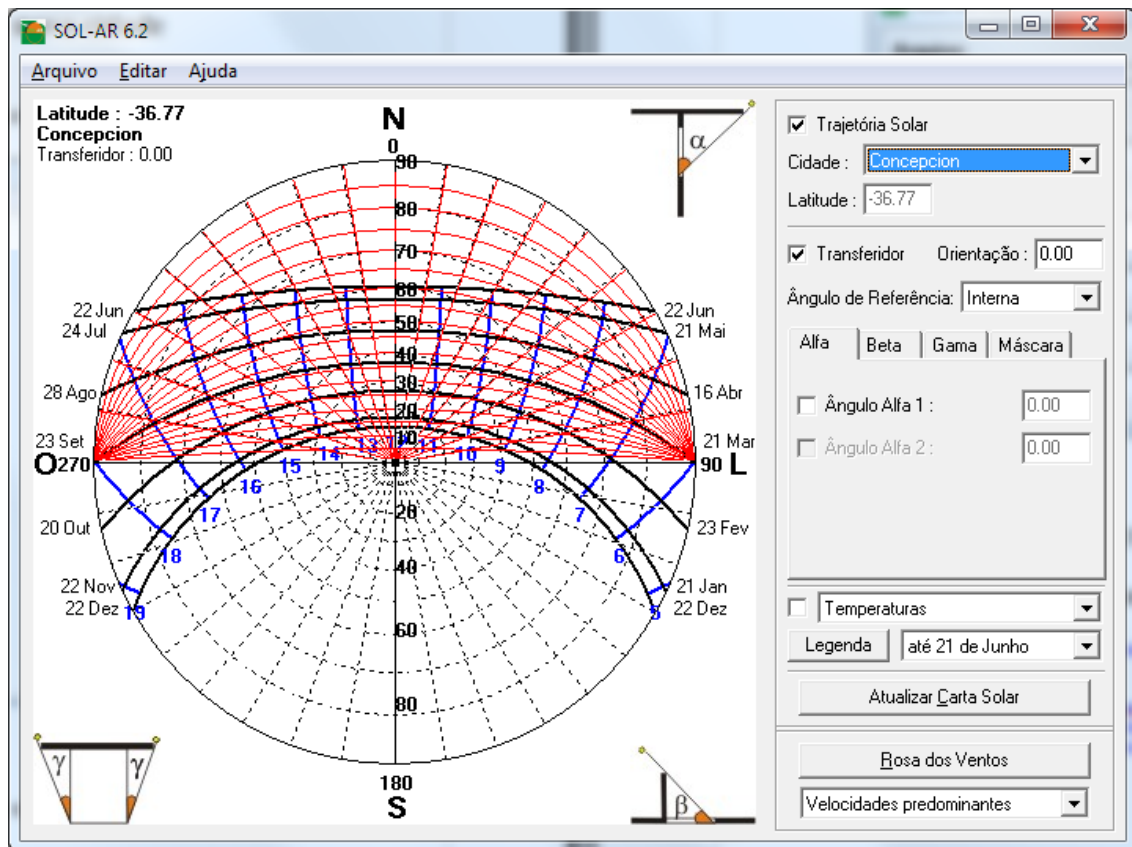 SOL-AR 6.2
Arquivo Editar Ajuda
Latitude : -36.77
Concepcion
Transferidor : 0.00
N
0
90
80
70
60
50
40
30
20
10
α
22 Jun
24 Jul
28 Ago
23 Set
O 270
20 Out
22 Nov
22 Dez
22 Jun
21 Mai
16 Abr
21 Mar
90 L
23 Fev
21 Jan
22 Dez
19 18 17 16 15 14 13 11 10 9 8 7 6 5
20
40
60
80
180
S
γ γ
β
Trajetória Solar
Cidade : Concepcion
Latitude : -36.77
Transferidor Orientação : 0.00
Ângulo de Referência: Interna
Alfa Beta Gama Máscara
Ângulo Alfa 1 : 0.00
Ângulo Alfa 2 : 0.00
Temperaturas
Legenda até 21 de Junho
Atualizar Carta Solar
Rosa dos Ventos
Velocidades predominantes